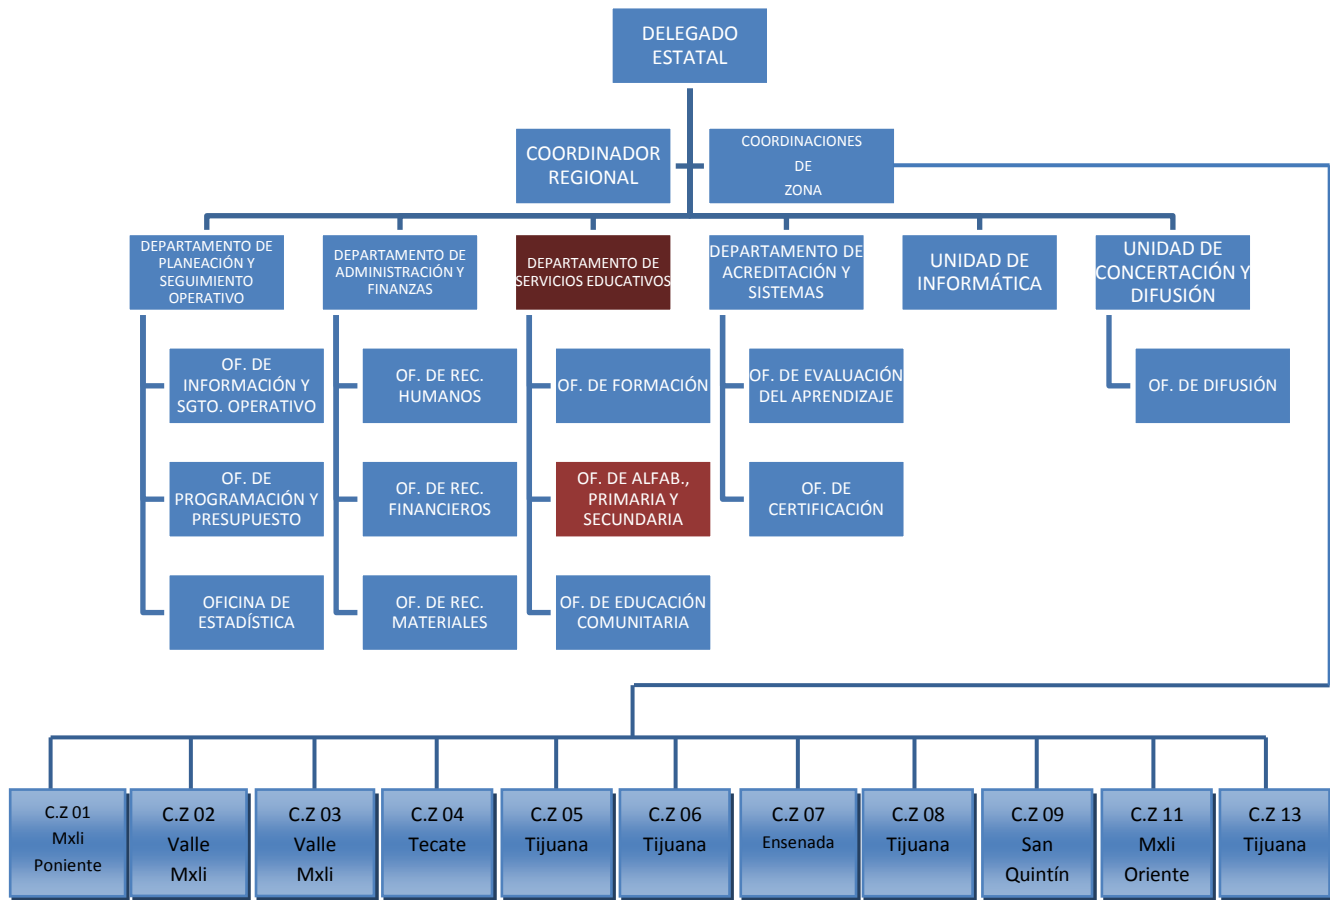 DELEGADO
ESTATAL
COORDINADOR
REGIONAL
COORDINACIONES
DE
ZONA
DEPARTAMENTO DE
PLANEACIÓN Y
SEGUIMIENTO
OPERATIVO
DEPARTAMENTO DE
ADMINISTRACIÓN Y
FINANZAS
DEPARTAMENTO DE
SERVICIOS EDUCATIVOS
DEPARTAMENTO DE
ACREDITACIÓN Y
SISTEMAS
UNIDAD DE
INFORMÁTICA
UNIDAD DE
CONCERTACIÓN Y
DIFUSIÓN
OF. DE
INFORMACIÓN Y
SGTO. OPERATIVO
OF. DE REC.
HUMANOS
OF. DE FORMACIÓN
OF. DE EVALUACIÓN
DEL APRENDIZAJE
OF. DE DIFUSIÓN
OF. DE
PROGRAMACIÓN Y
PRESUPUESTO
OF. DE REC.
FINANCIEROS
OF. DE ALFAB.,
PRIMARIA Y
SECUNDARIA
OF. DE
CERTIFICACIÓN
OFICINA DE
ESTADÍSTICA
OF. DE REC.
MATERIALES
OF. DE EDUCACIÓN
COMUNITARIA
C.Z 01
Mxli
Poniente
C.Z 02
Valle
Mxli
C.Z 03
Valle
Mxli
C.Z 04
Tecate
C.Z 05
Tijuana
C.Z 06
Tijuana
C.Z 07
Ensenada
C.Z 08
Tijuana
C.Z 09
San
Quintín
C.Z 11
Mxli
Oriente
C.Z 13
Tijuana